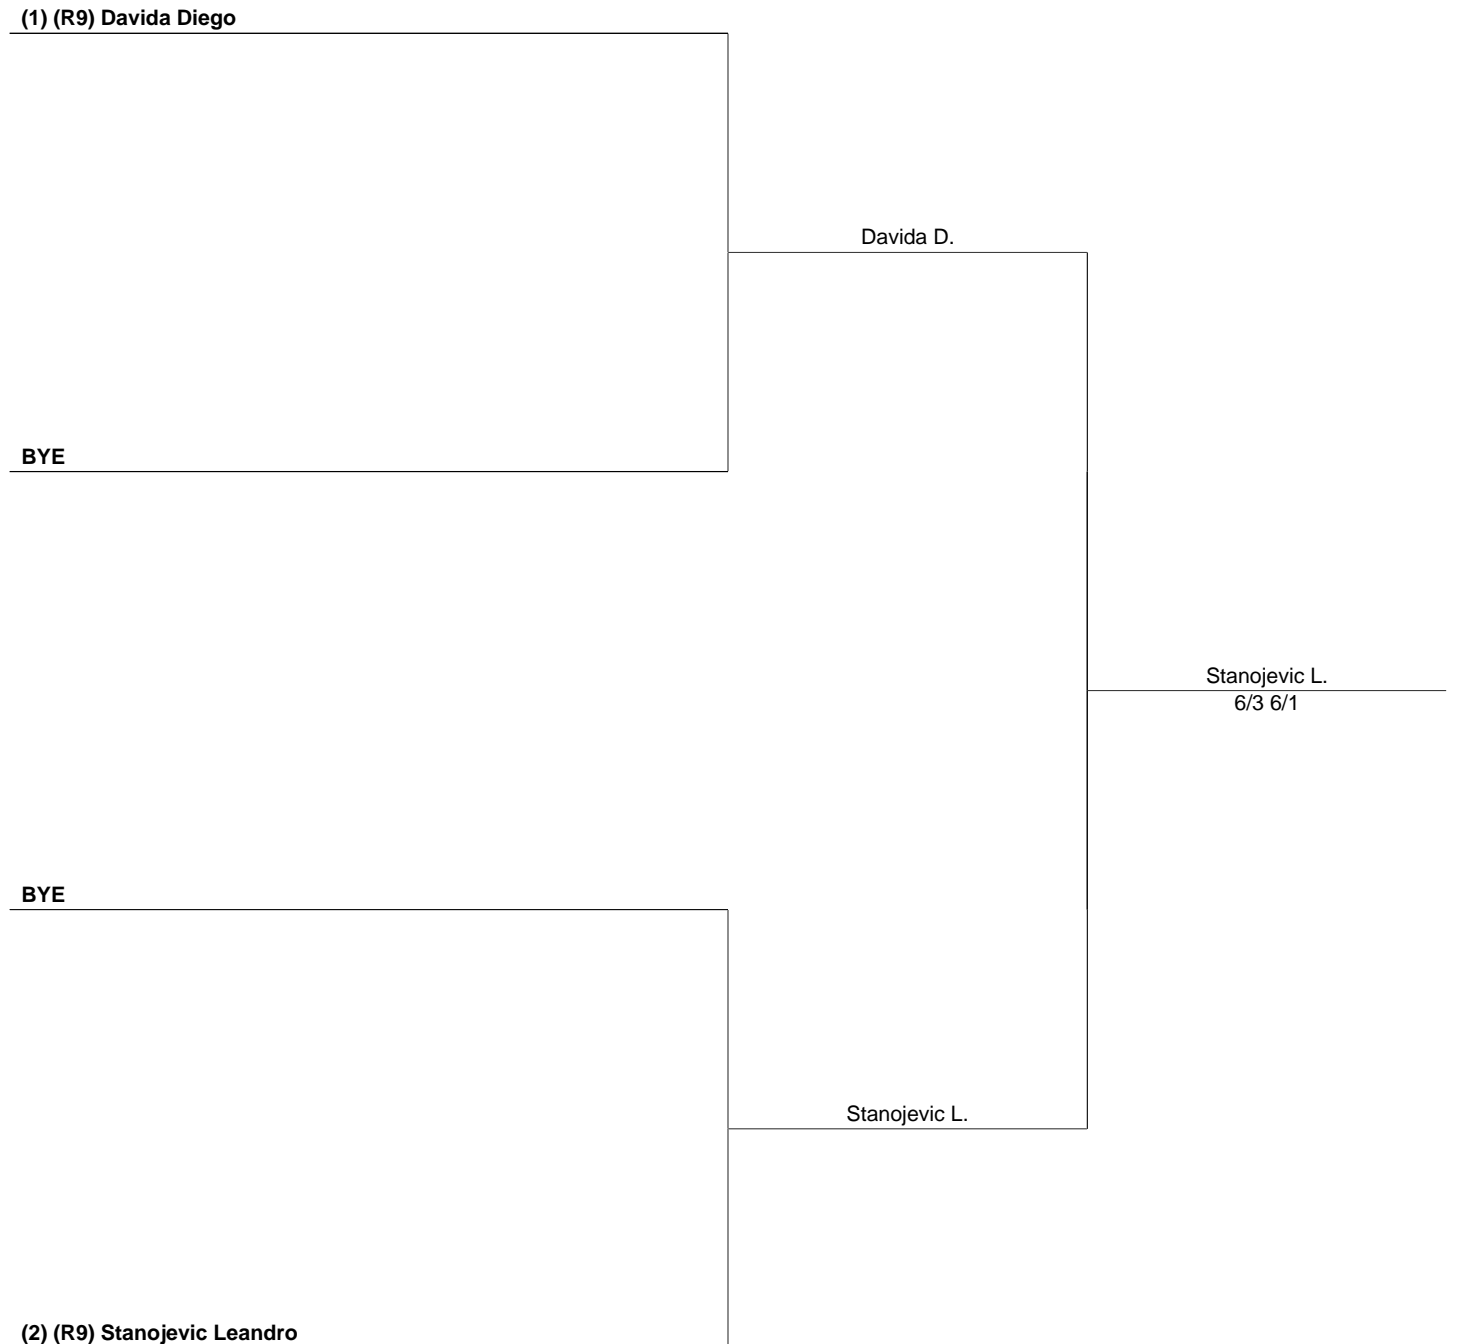 (1) (R9) Davida Diego
Davida D.
BYE
Stanojevic L.
6/3 6/1
BYE
Stanojevic L.
(2) (R9) Stanojevic Leandro